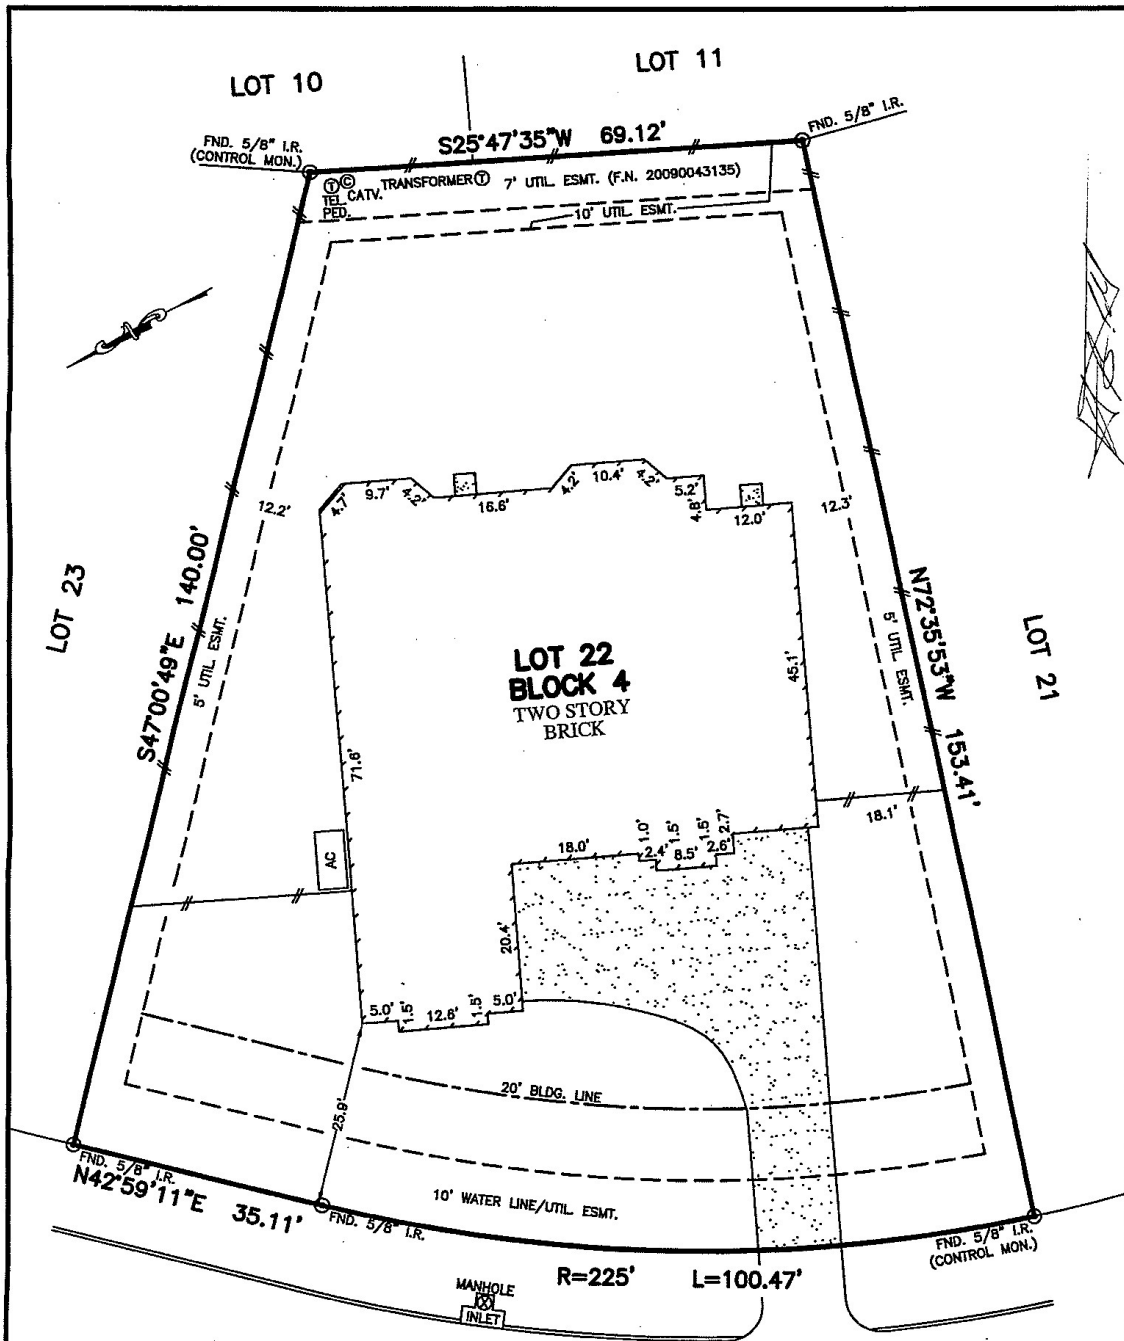 LOT 10
LOT 11
FND. 5/8" I.R.
(CONTROL MON.)
S25°47'35"W 69.12'
FND. 5/8" I.R.
T C
TEL. CATV. TRANSFORMER T
PED.
7' UTIL. ESMT. (F.N. 20090043135)
10' UTIL. ESMT.
4.7'
9.7'
4.2'
16.6'
4.2'
10.4'
4.2'
5.2'
4.8'
12.0'
12.2'
12.3'
LOT 23
S47°00'49"E 140.00'
5' UTIL. ESMT.
LOT 22
BLOCK 4
TWO STORY
BRICK
45.1'
N72°35'53"W 153.41'
5' UTIL. ESMT.
LOT 21
71.6'
AC
18.1'
18.0'
1.0'
2.4'
1.5'
8.5'
1.5'
2.6'
2.7'
20.4'
5.0'
1.5'
12.6'
1.5'
5.0'
25.9'
20' BLDG. LINE
FND. 5/8" I.R.
N42°59'11"E 35.11'
10' WATER LINE/UTIL. ESMT.
FND. 5/8" I.R.
FND. 5/8" I.R.
(CONTROL MON.)
R=225' L=100.47'
MANHOLE
INLET